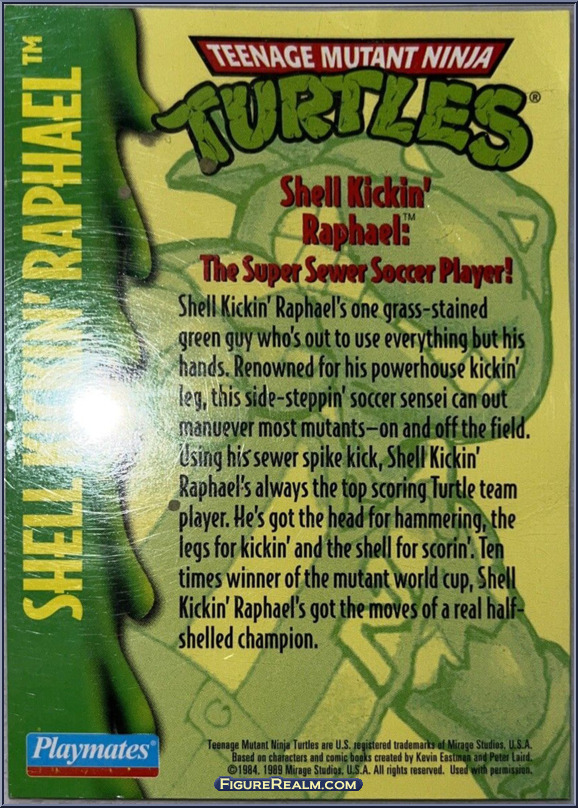 SHELL KICKIN' RAPHAEL™
TEENAGE MUTANT NINJA
TURTLES®
Shell Kickin'
Raphael:™
The Super Sewer Soccer Player!
Shell Kickin' Raphael's one grass-stained
green guy who's out to use everything but his
hands. Renowned for his powerhouse kickin'
leg, this side-steppin' soccer sensei can out
manuever most mutants—on and off the field.
Using his sewer spike kick, Shell Kickin'
Raphael's always the top scoring Turtle team
player. He's got the head for hammering, the
legs for kickin' and the shell for scorin'. Ten
times winner of the mutant world cup, Shell
Kickin' Raphael's got the moves of a real half-
shelled champion.
Playmates®
Teenage Mutant Ninja Turtles are U.S. registered trademarks of Mirage Studios, U.S.A.
Based on characters and comic books created by Kevin Eastman and Peter Laird.
©1984, 1989 Mirage Studios, U.S.A. All rights reserved. Used with permission.
FIGUREREALM.COM